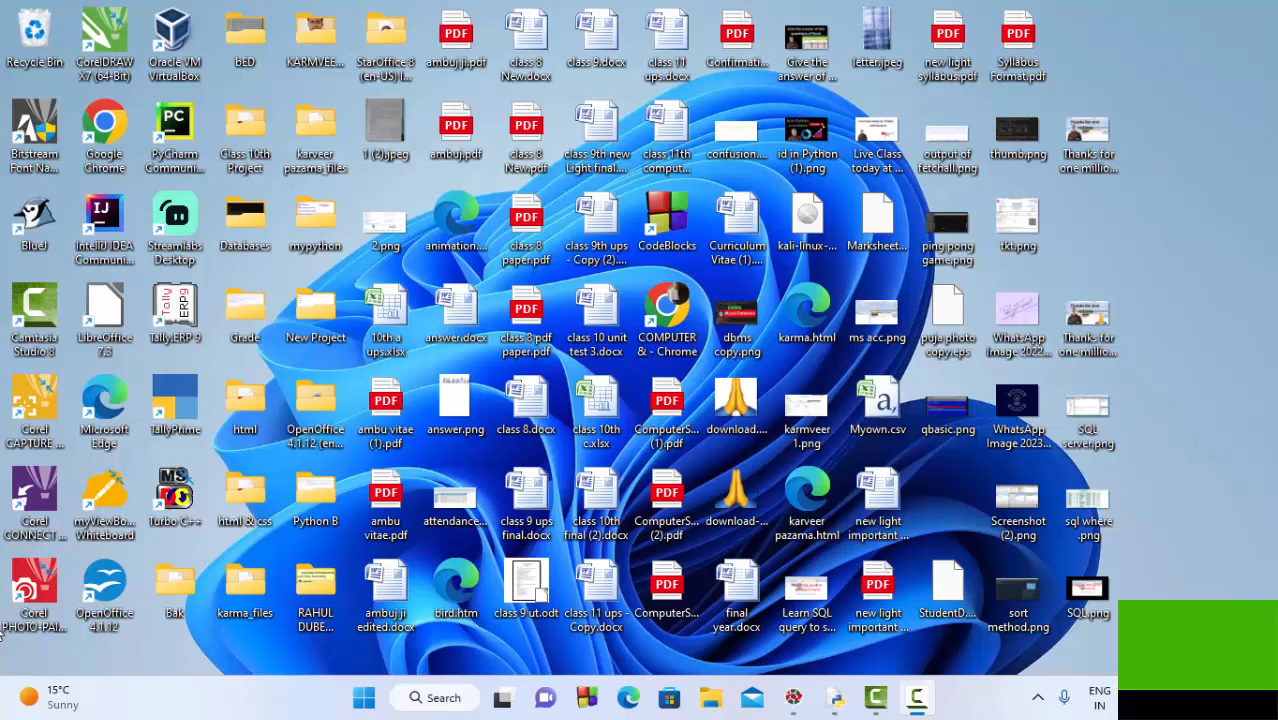 Recycle Bin
CorelDRAW
X7 (64-Bit)
Oracle VM
VirtualBox
bED
KARMVEE...
StarOffice 8
(en-US) I...
ambuj ji.pdf
class 8
New.docx
class 9.docx
class 11
ups.docx
Confirmati...
Give the
answer of ...
letter.jpeg
new light
syllabus.pdf
Syllabus
Format.pdf
Bitstream
Font Na...
Google
Chrome
PyCharm
Communi...
Class 10th
Project
karveer
pazama_files
1 (2).jpeg
ambuj.pdf
class 8
New.pdf
class 9th new
Light final....
class 11th
comput...
confusion....
id in Python
(1).png
Live Class
today at ...
output of
fetchall.png
thumb.png
Thanks for
one millio...
BlueJ
IntelliJ IDEA
Communi...
Streamlabs
Desktop
Databases
mypython
2.png
animation....
class 8
paper.pdf
class 9th ups
- Copy (2)....
CodeBlocks
Curriculum
Vitae (1)....
kali-linux-...
Marksheet...
ping pong
game.png
tkt.png
Camtasia
Studio 8
LibreOffice
7.3
Tally.ERP 9
Grade
New Project
10th a
ups.xlsx
answer.docx
class 8 pdf
paper.pdf
class 10 unit
test 3.docx
COMPUTER
& - Chrome
dbms
copy.png
karma.html
ms acc.png
puja photo
copy.eps
WhatsApp
Image 2022...
Thanks for
one millio...
Corel
CAPTURE ...
Microsoft
Edge
TallyPrime
html
OpenOffice
4.1.12 (en...
ambu vitae
(1).pdf
answer.png
class 8.docx
class 10th
c.xlsx
ComputerS...
(1).pdf
download....
karmveer
1.png
Myown.csv
qbasic.png
WhatsApp
Image 2023...
SQL
server.png
Corel
CONNECT ...
myViewBo...
Whiteboard
Turbo C++
html & css
Python B
ambu
vitae.pdf
attendance...
class 9 ups
final.docx
class 10th
final (2).docx
ComputerS...
(2).pdf
download-...
karveer
pazama.html
new light
important ...
Screenshot
(2).png
sql where
.png
Corel
PHOTO-PAI...
OpenOffice
4.1.12
Bak
karma_files
RAHUL
DUBE...
ambuj ji
edited.docx
bird.htm
class 9 ut.odt
class 11 ups -
Copy.docx
ComputerS...
final
year.docx
Learn SQL
query to s...
new light
important ...
StudentD...
sort
method.png
SQL.png
15°C
Sunny
Search
ENG
IN